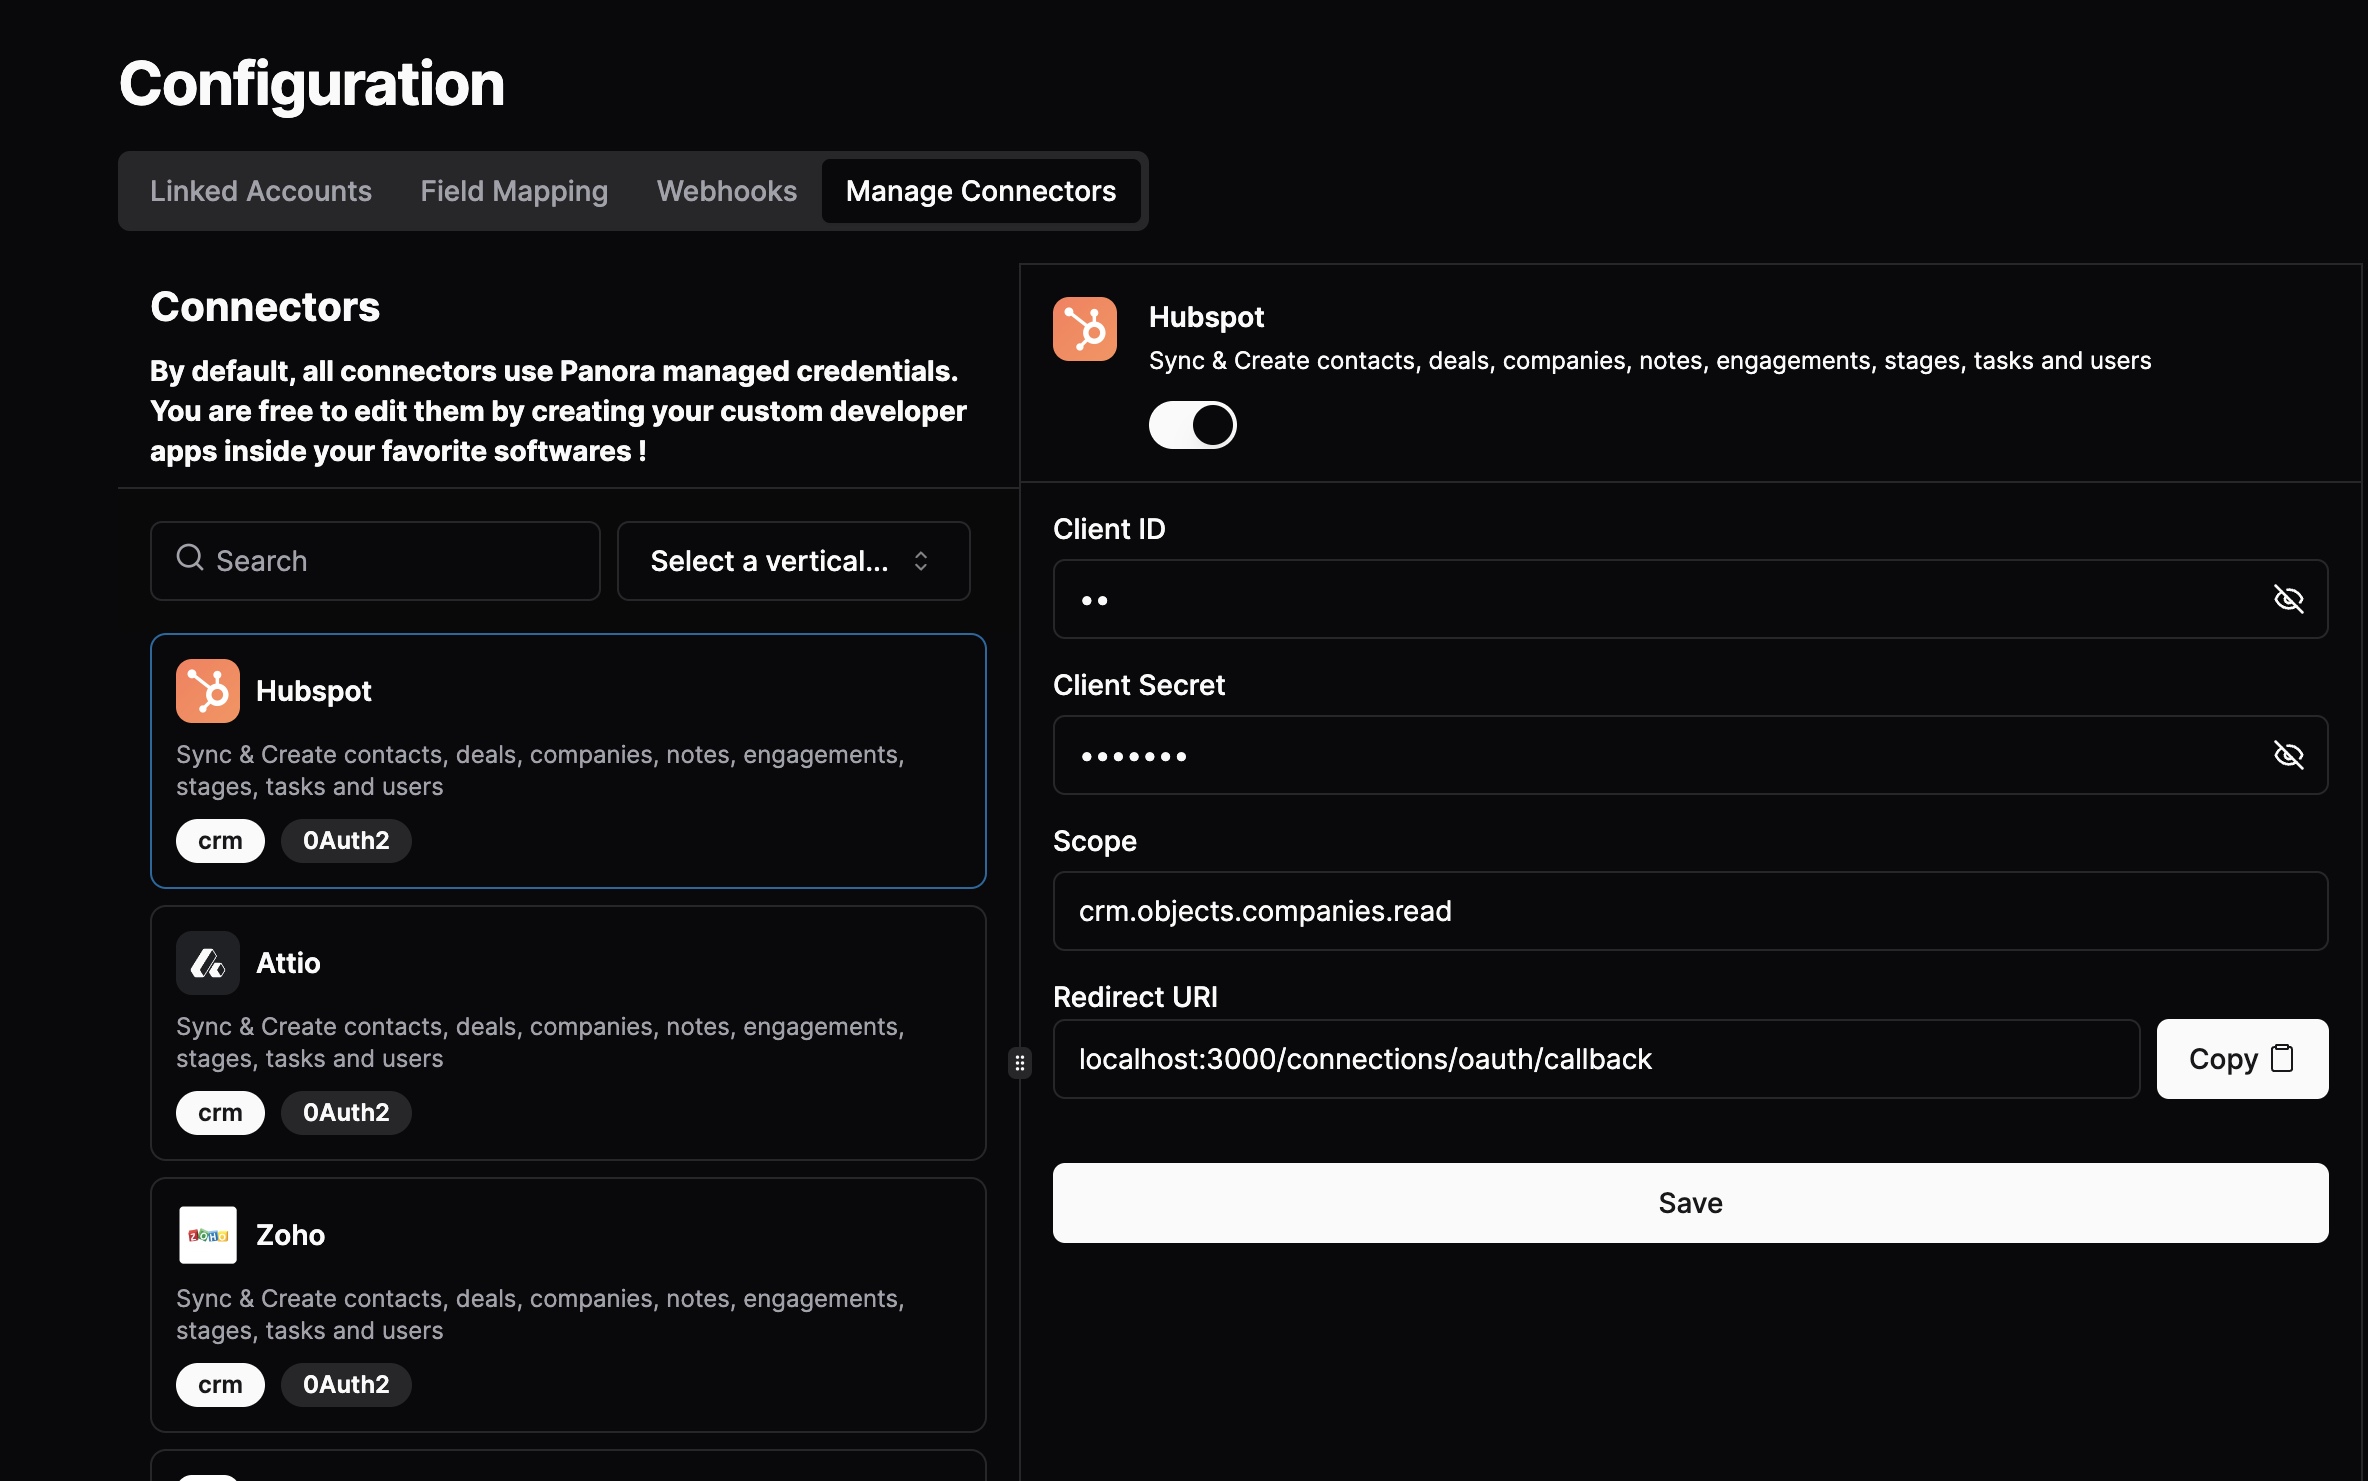 Configuration
Linked Accounts
Field Mapping
Webhooks
Manage Connectors
Connectors
By default, all connectors use Panora managed credentials.
You are free to edit them by creating your custom developer
apps inside your favorite softwares !
Search
Select a vertical...
Hubspot
Sync & Create contacts, deals, companies, notes, engagements,
stages, tasks and users
crm
0Auth2
Attio
Sync & Create contacts, deals, companies, notes, engagements,
stages, tasks and users
crm
0Auth2
ZOHO
Zoho
Sync & Create contacts, deals, companies, notes, engagements,
stages, tasks and users
crm
0Auth2
Hubspot
Sync & Create contacts, deals, companies, notes, engagements, stages, tasks and users
Client ID
••
Client Secret
•••••••
Scope
crm.objects.companies.read
Redirect URI
localhost:3000/connections/oauth/callback
Copy
Save